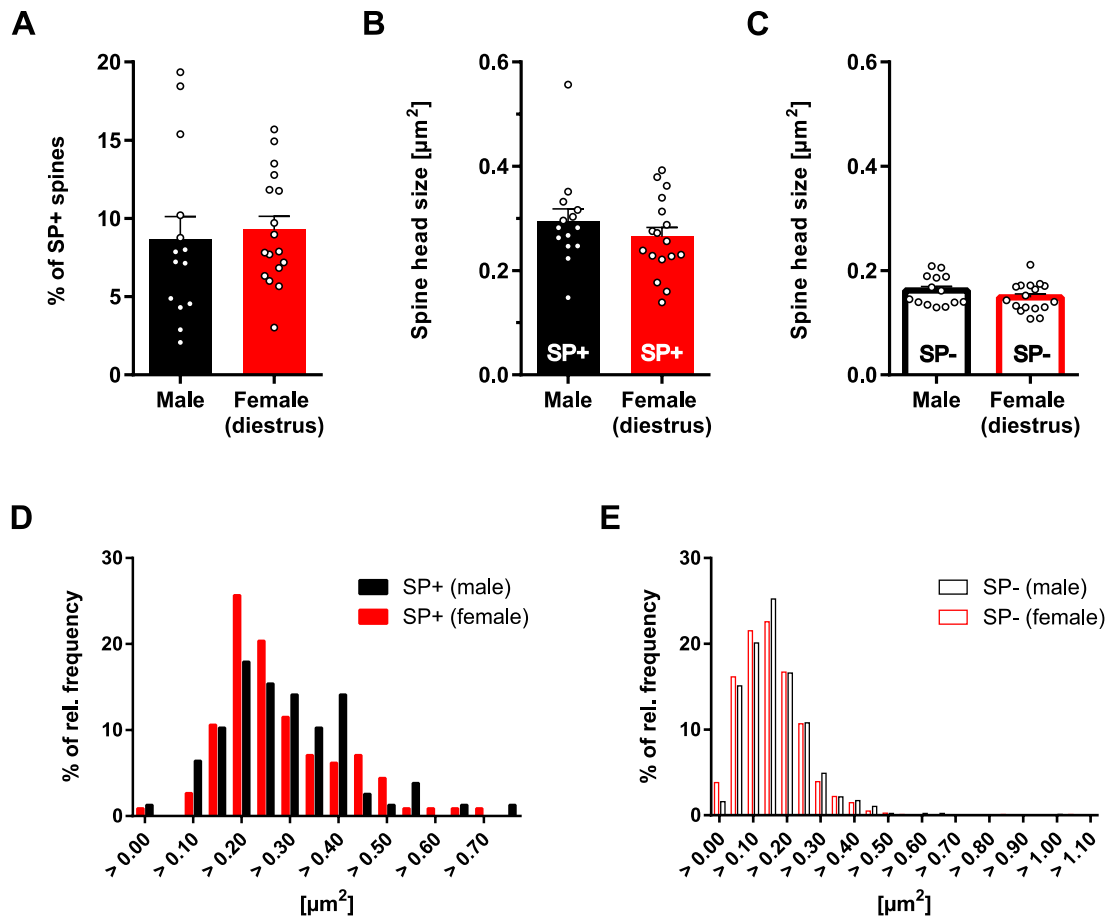 A
% of SP+ spines
20
15
10
5
0
Male
Female
(diestrus)
B
Spine head size [µm²]
0.6
0.4
0.2
0.0
SP+
SP+
Male
Female
(diestrus)
C
Spine head size [µm²]
0.6
0.4
0.2
0.0
SP-
SP-
Male
Female
(diestrus)
D
% of rel. frequency
30
20
10
0
SP+ (male)
SP+ (female)
> 0.00
> 0.10
> 0.20
> 0.30
> 0.40
> 0.50
> 0.60
> 0.70
[µm²]
E
% of rel. frequency
30
20
10
0
SP- (male)
SP- (female)
> 0.00
> 0.10
> 0.20
> 0.30
> 0.40
> 0.50
> 0.60
> 0.70
> 0.80
> 0.90
> 1.00
> 1.10
[µm²]